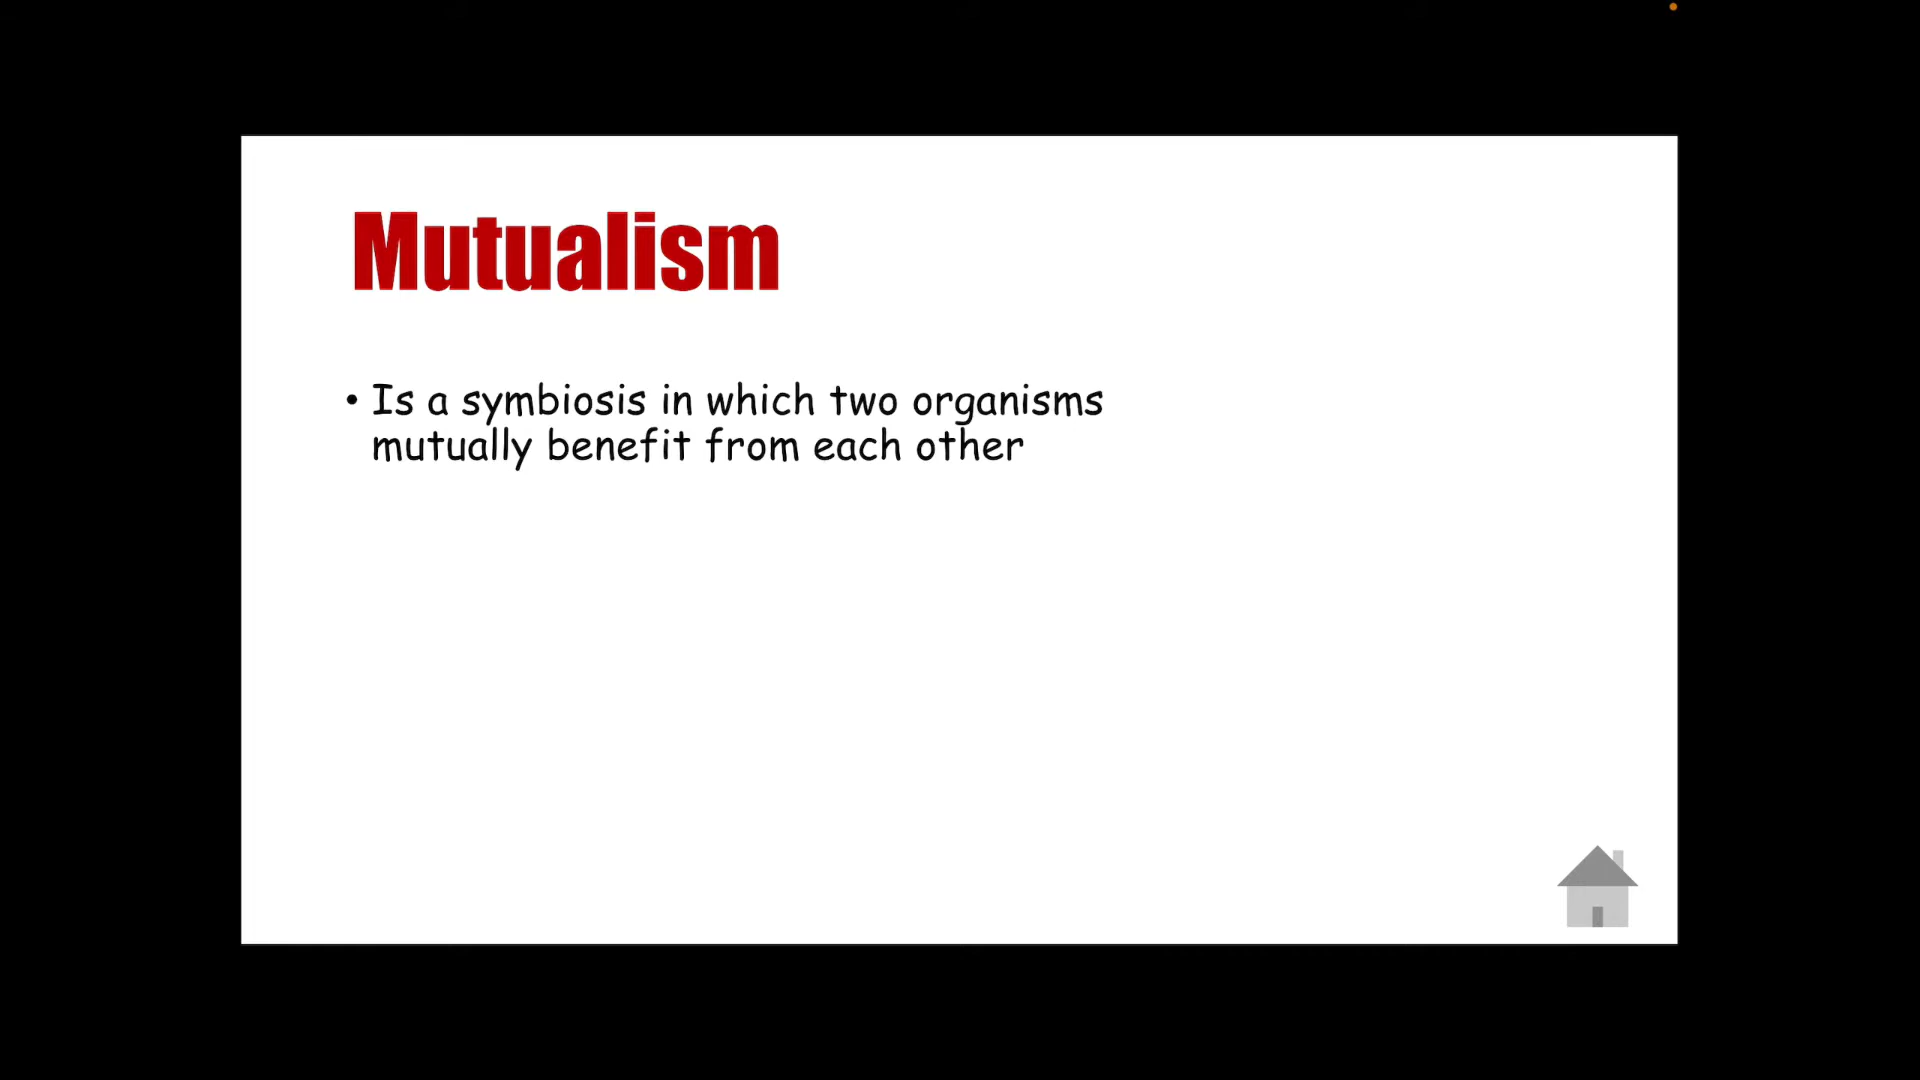 Mutualism
• Is a symbiosis in which two organisms
mutually benefit from each other